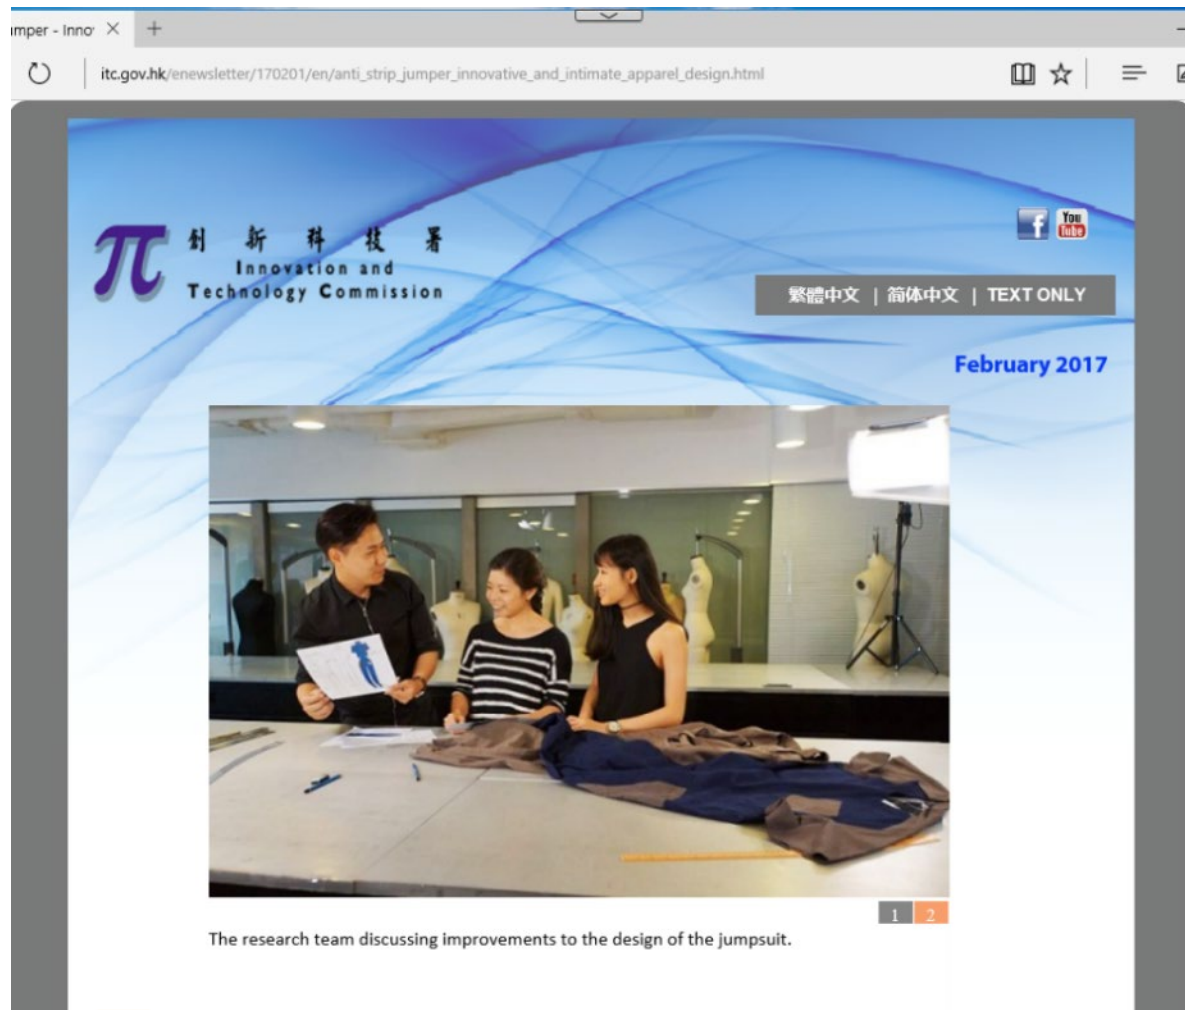 umper - Inno
itc.gov.hk/enewsletter/170201/en/anti_strip_jumper_innovative_and_intimate_apparel_design.html
π 創新科技署
Innovation and
Technology Commission
f You Tube
繁體中文 | 简体中文 | TEXT ONLY
February 2017
1 2
The research team discussing improvements to the design of the jumpsuit.